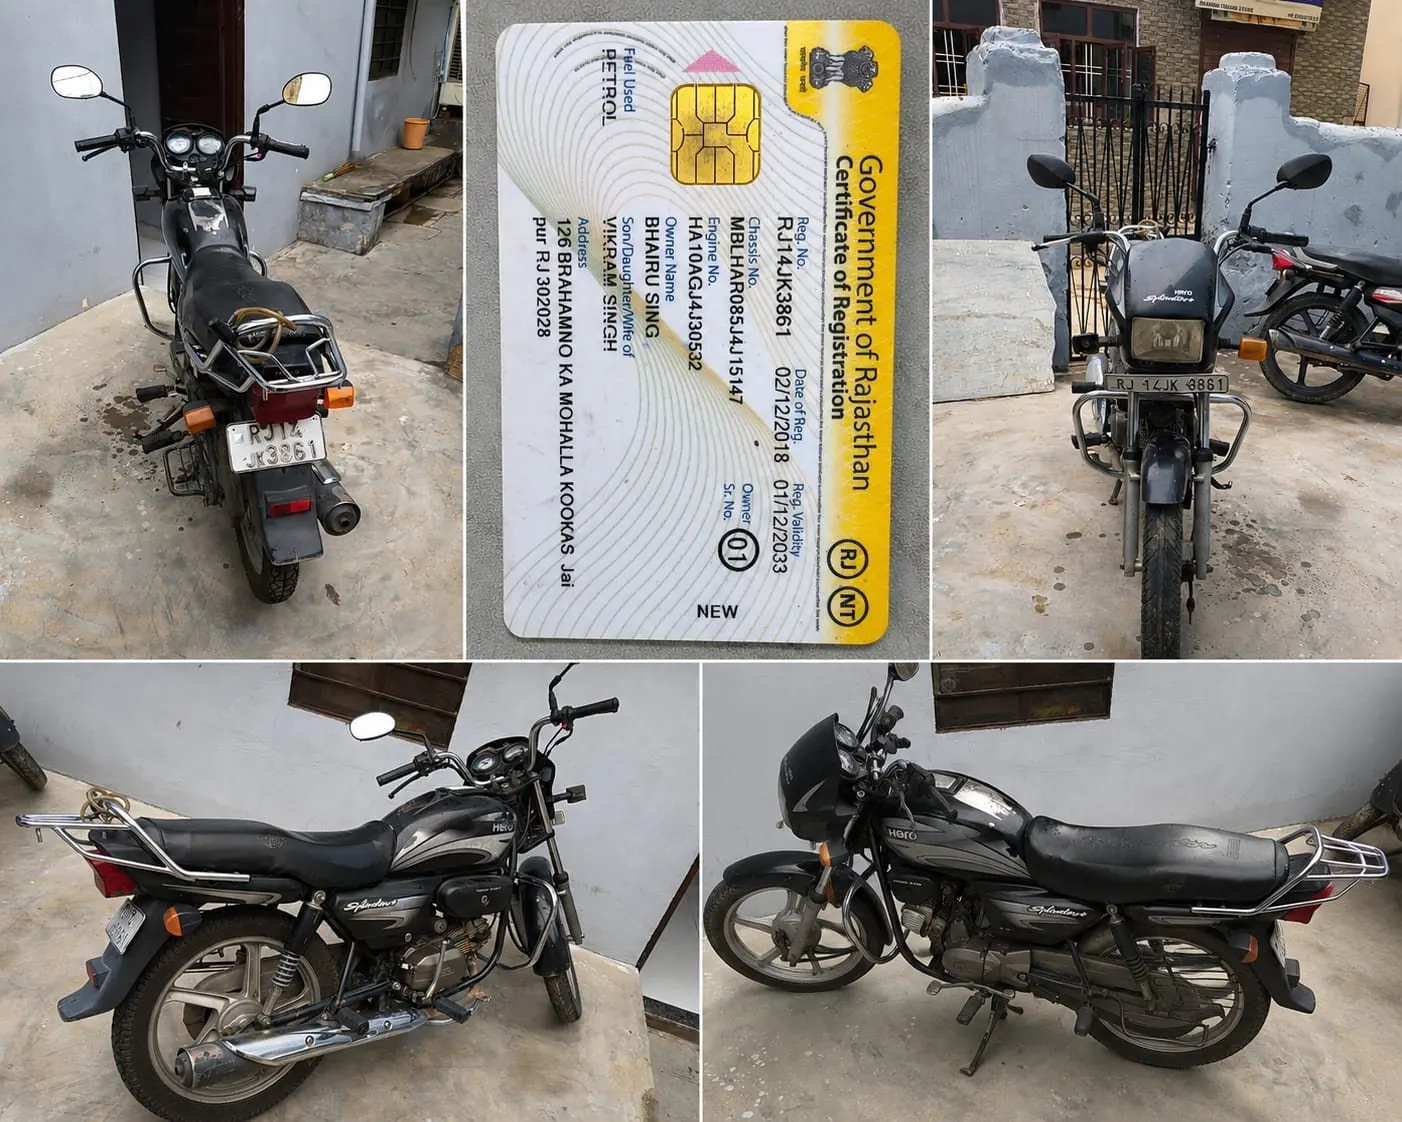 RJ14
JK3861
Government of Rajasthan
Certificate of Registration
Reg. No. Date of Reg. Reg. Validity
RJ14JK3861 02/12/2018 01/12/2033
Chassis No. Owner
Sr. No.
MBLHAR085J4J15147 01
Engine No.
HA10AGJ4J30532
Owner Name
BHAIRU SING
NEW
Son/Daughter/Wife of
VIKRAM SINGH
Address
126 BRAHAMNO KA MOHALLA KOOKAS Jai
pur RJ 302028
Fuel Used
PETROL
RJ
NT
HERO
Splendor+
RJ 14JK 3861
HERO
Splendor+
HERO
Splendor+